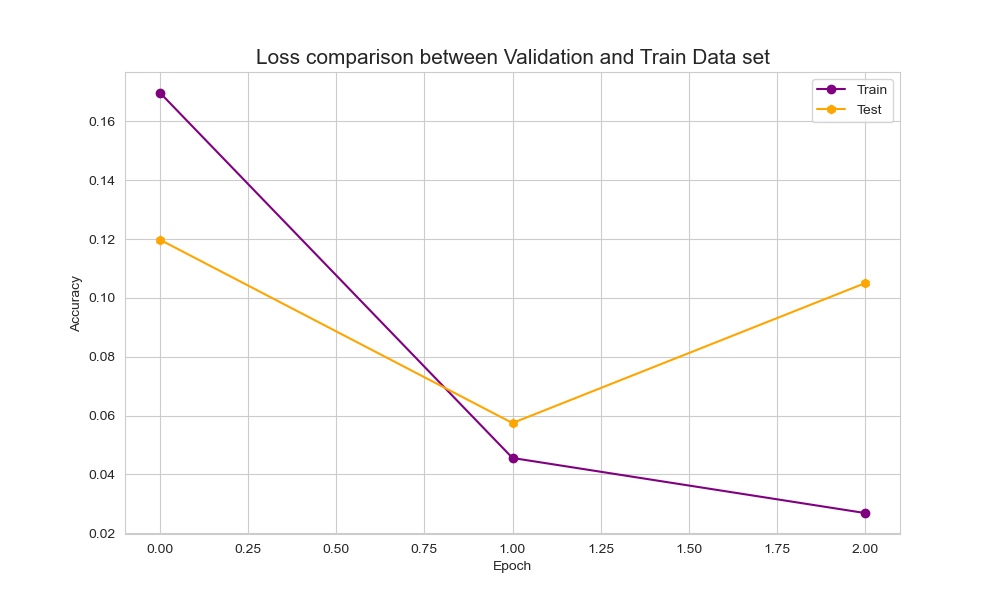 Loss comparison between Validation and Train Data set
Train
Test
0.16
0.14
0.12
0.10
0.08
0.06
0.04
0.02
Accuracy
0.00 0.25 0.50 0.75 1.00 1.25 1.50 1.75 2.00
Epoch